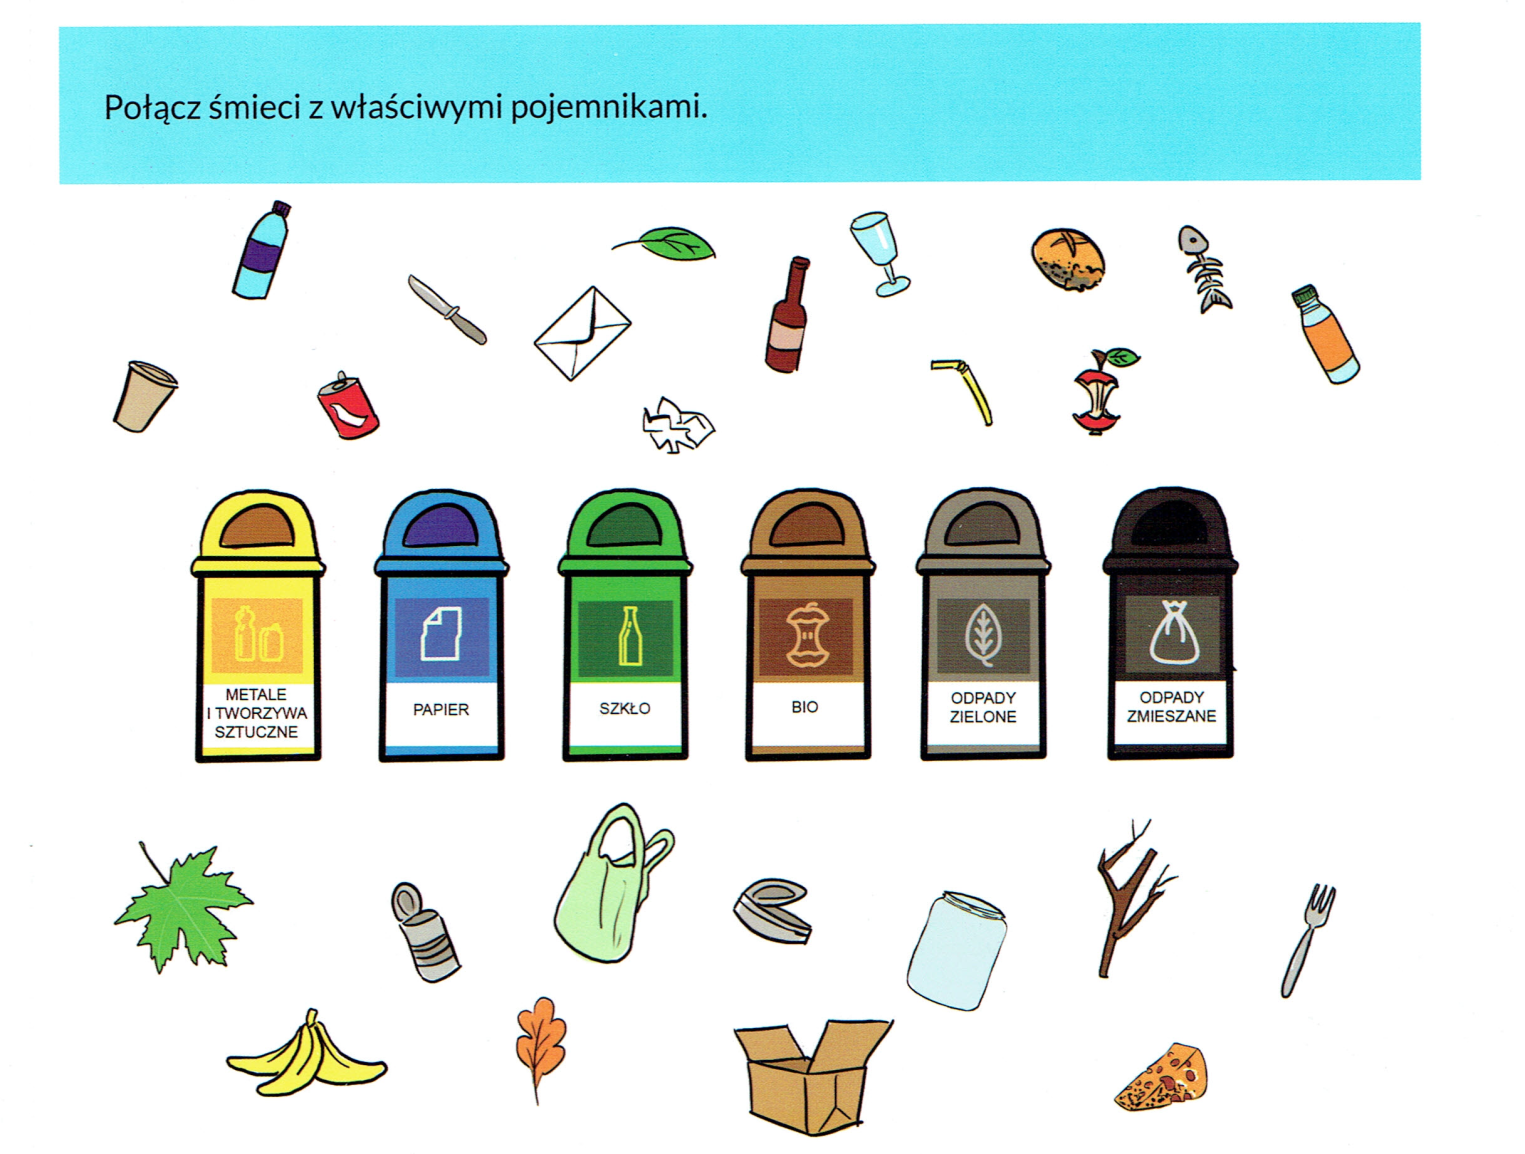 Połącz śmieci z właściwymi pojemnikami.
METALE
I TWORZYWA
SZTUCZNE
PAPIER
SZKŁO
BIO
ODPADY
ZIELONE
ODPADY
ZMIESZANE